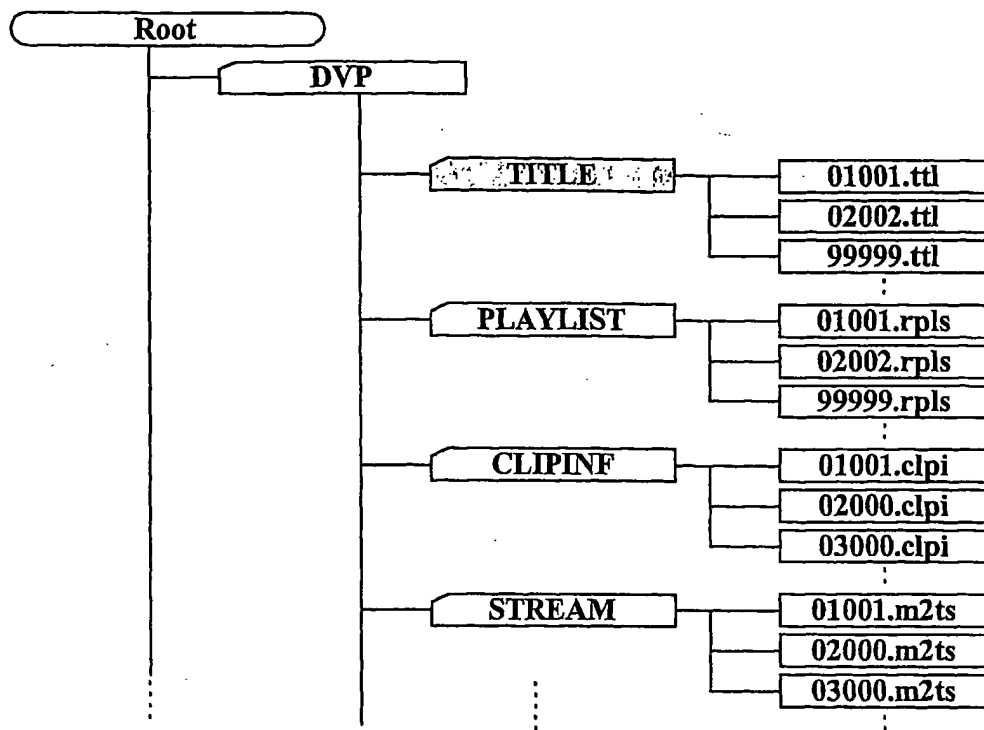 Root
DVP
TITLE
01001.ttl
02002.ttl
99999.ttl
PLAYLIST
01001.rpls
02002.rpls
99999.rpls
CLIPINF
01001.clpi
02000.clpi
03000.clpi
STREAM
01001.m2ts
02000.m2ts
03000.m2ts